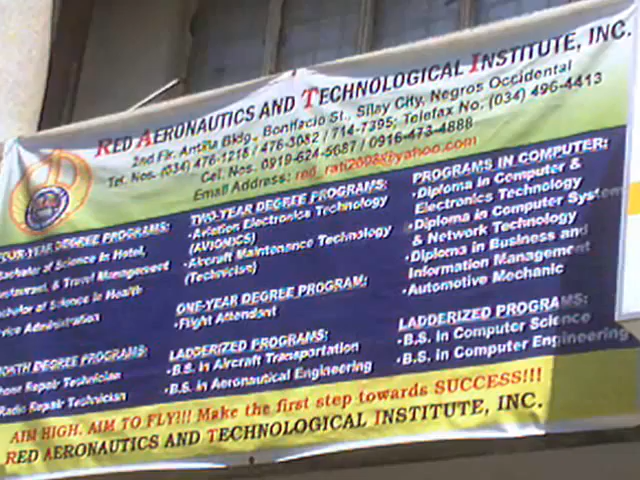 RED AERONAUTICS AND TECHNOLOGICAL INSTITUTE, INC.
2nd Flr. Antilla Bldg., Bonifacio St., Silay City, Negros Occidental
Tel. Nos. (034) 476-1218 / 476-3082 / 714-7395; Telefax No. (034) 495-4413
Cel. Nos. 0919-624-5687 / 0916-473-4888
Email Address: red_rati2008@yahoo.com
FOUR-YEAR DEGREE PROGRAMS:
Bachelor of Science in Hotel,
Restaurant, & Travel Management
Bachelor of Science in Health
Service Administration
MONTH DEGREE PROGRAMS:
Phone Repair Technician
Radio Repair Technician
TWO-YEAR DEGREE PROGRAMS:
•Aviation Electronics Technology
(AVIONICS)
•Aircraft Maintenance Technology
(Technician)
ONE-YEAR DEGREE PROGRAM:
•Flight Attendant
LADDERIZED PROGRAMS:
•B.S. in Aircraft Transportation
•B.S. in Aeronautical Engineering
PROGRAMS IN COMPUTER:
•Diploma in Computer &
Electronics Technology
•Diploma in Computer System
& Network Technology
•Diploma in Business and
Information Management
•Automotive Mechanic
LADDERIZED PROGRAMS:
•B.S. in Computer Science
•B.S. in Computer Engineering
AIM HIGH. AIM TO FLY!!! Make the first step towards SUCCESS!!!
RED AERONAUTICS AND TECHNOLOGICAL INSTITUTE, INC.